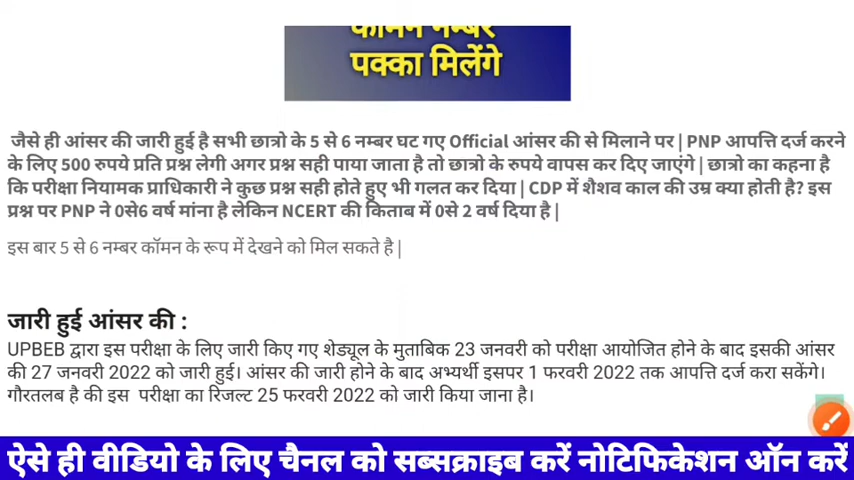 कॉमन नम्बर
पक्का मिलेंगे
जैसे ही आंसर की जारी हुई है सभी छात्रो के 5 से 6 नम्बर घट गए Official आंसर की से मिलाने पर | PNP आपत्ति दर्ज करने
के लिए 500 रुपये प्रति प्रश्न लेगी अगर प्रश्न सही पाया जाता है तो छात्रो के रुपये वापस कर दिए जाएंगे | छात्रो का कहना है
कि परीक्षा नियामक प्राधिकारी ने कुछ प्रश्न सही होते हुए भी गलत कर दिया | CDP में शैशव काल की उम्र क्या होती है? इस
प्रश्न पर PNP ने 0से6 वर्ष मांना है लेकिन NCERT की किताब में 0से 2 वर्ष दिया है |
इस बार 5 से 6 नम्बर कॉमन के रूप में देखने को मिल सकते है |
जारी हुई आंसर की :
UPBEB द्वारा इस परीक्षा के लिए जारी किए गए शेड्यूल के मुताबिक 23 जनवरी को परीक्षा आयोजित होने के बाद इसकी आंसर
की 27 जनवरी 2022 को जारी हुई। आंसर की जारी होने के बाद अभ्यर्थी इसपर 1 फरवरी 2022 तक आपत्ति दर्ज करा सकेंगे।
गौरतलब है की इस परीक्षा का रिजल्ट 25 फरवरी 2022 को जारी किया जाना है।
ऐसे ही वीडियो के लिए चैनल को सब्सक्राइब करें नोटिफिकेशन ऑन करें